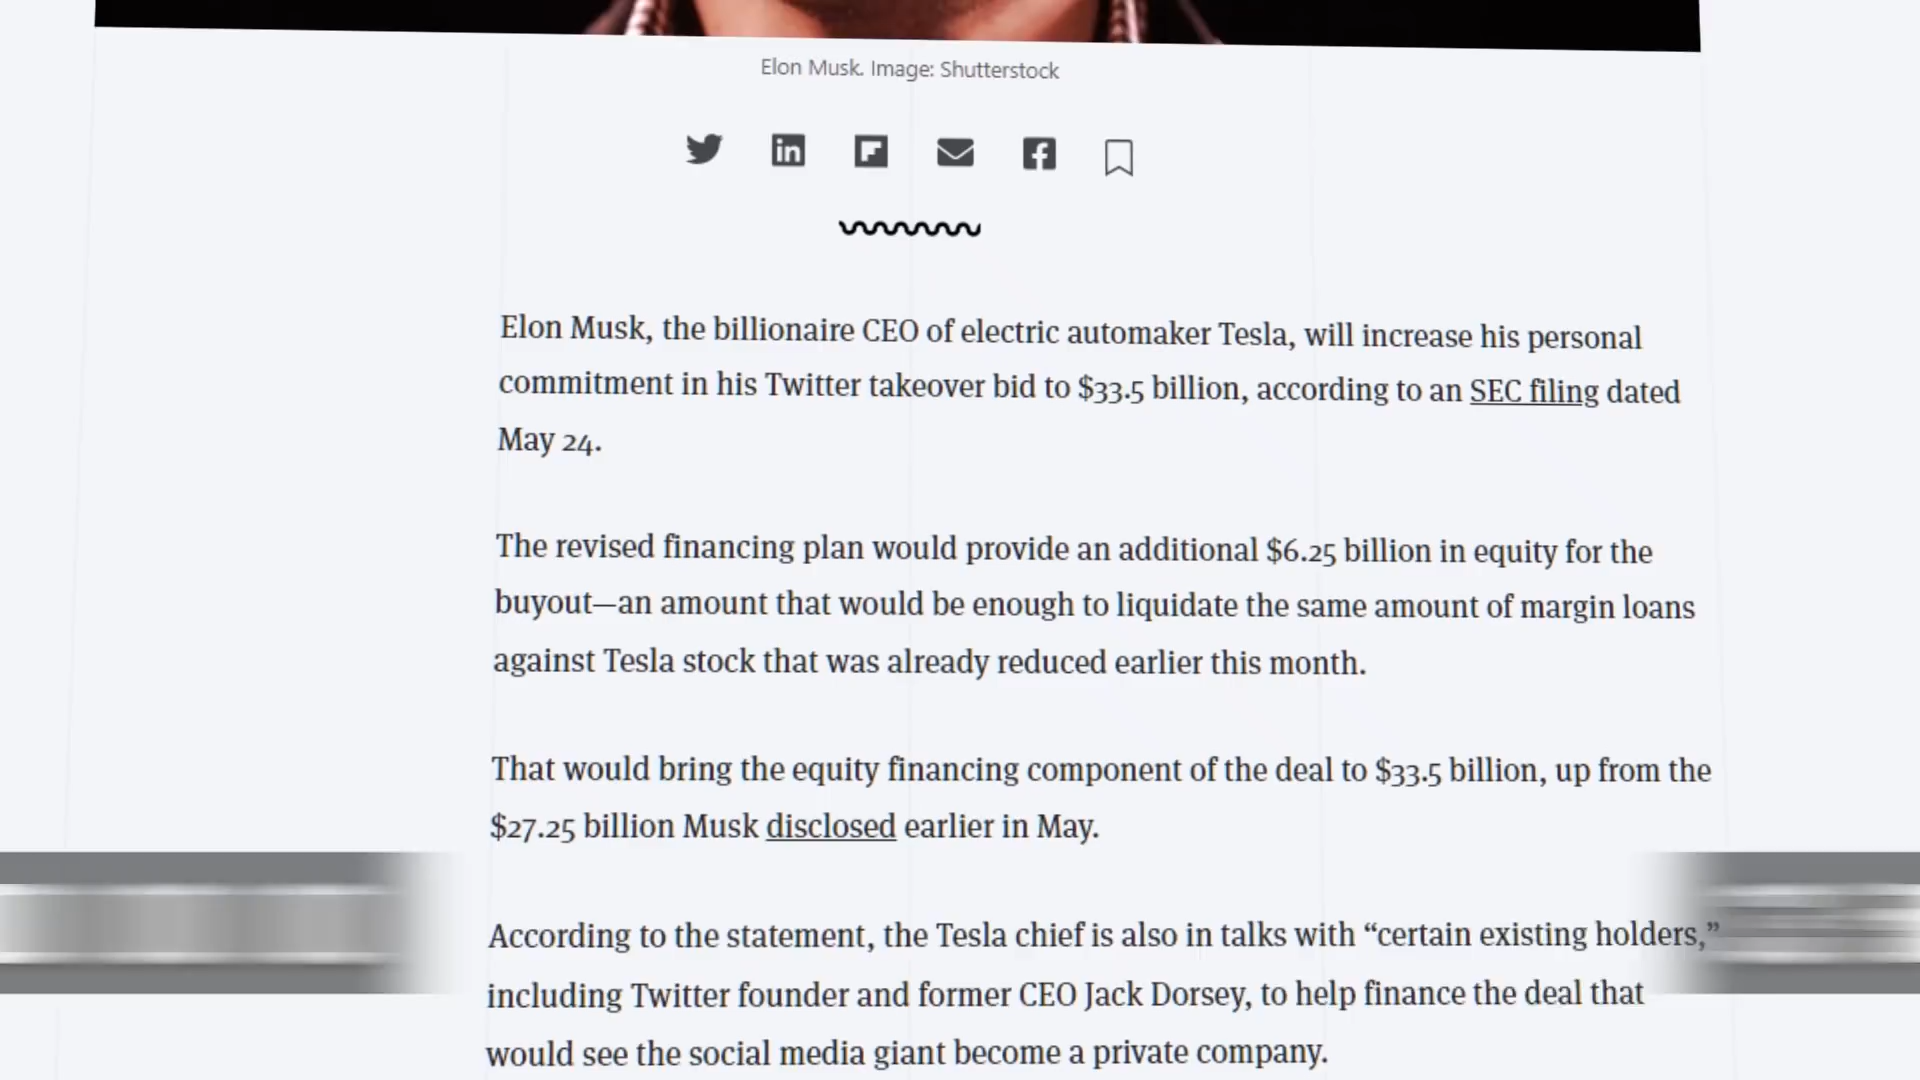 Elon Musk. Image: Shutterstock
Elon Musk, the billionaire CEO of electric automaker Tesla, will increase his personal
commitment in his Twitter takeover bid to $33.5 billion, according to an SEC filing dated
May 24.
The revised financing plan would provide an additional $6.25 billion in equity for the
buyout—an amount that would be enough to liquidate the same amount of margin loans
against Tesla stock that was already reduced earlier this month.
That would bring the equity financing component of the deal to $33.5 billion, up from the
$27.25 billion Musk disclosed earlier in May.
According to the statement, the Tesla chief is also in talks with “certain existing holders,”
including Twitter founder and former CEO Jack Dorsey, to help finance the deal that
would see the social media giant become a private company.